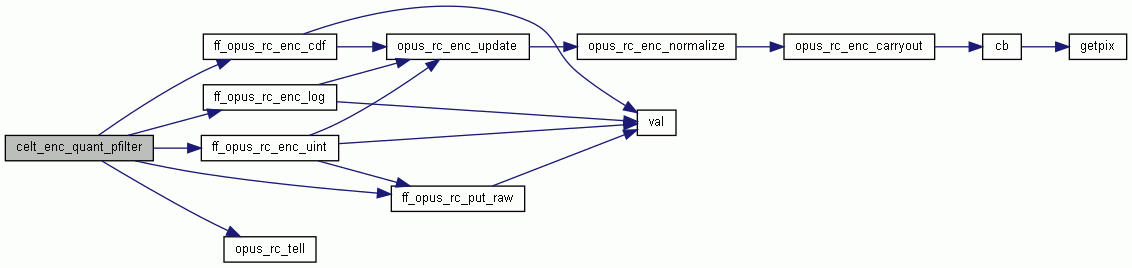 ff_opus_rc_enc_cdf
opus_rc_enc_update
opus_rc_enc_normalize
opus_rc_enc_carryout
cb
getpix
ff_opus_rc_enc_log
val
celt_enc_quant_pfilter
ff_opus_rc_enc_uint
ff_opus_rc_put_raw
opus_rc_tell